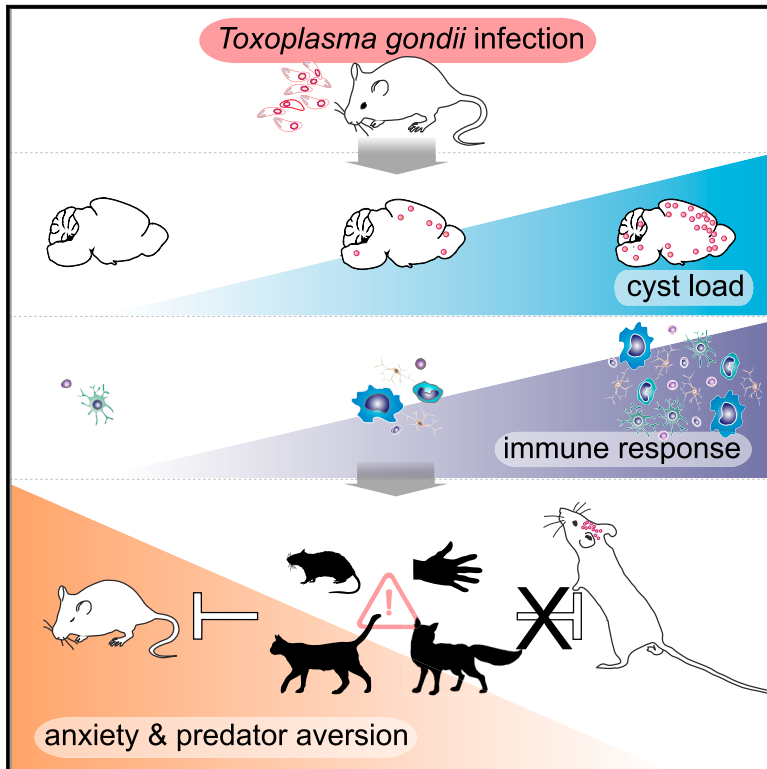 Toxoplasma gondii infection
cyst load
immune response
!
anxiety & predator aversion